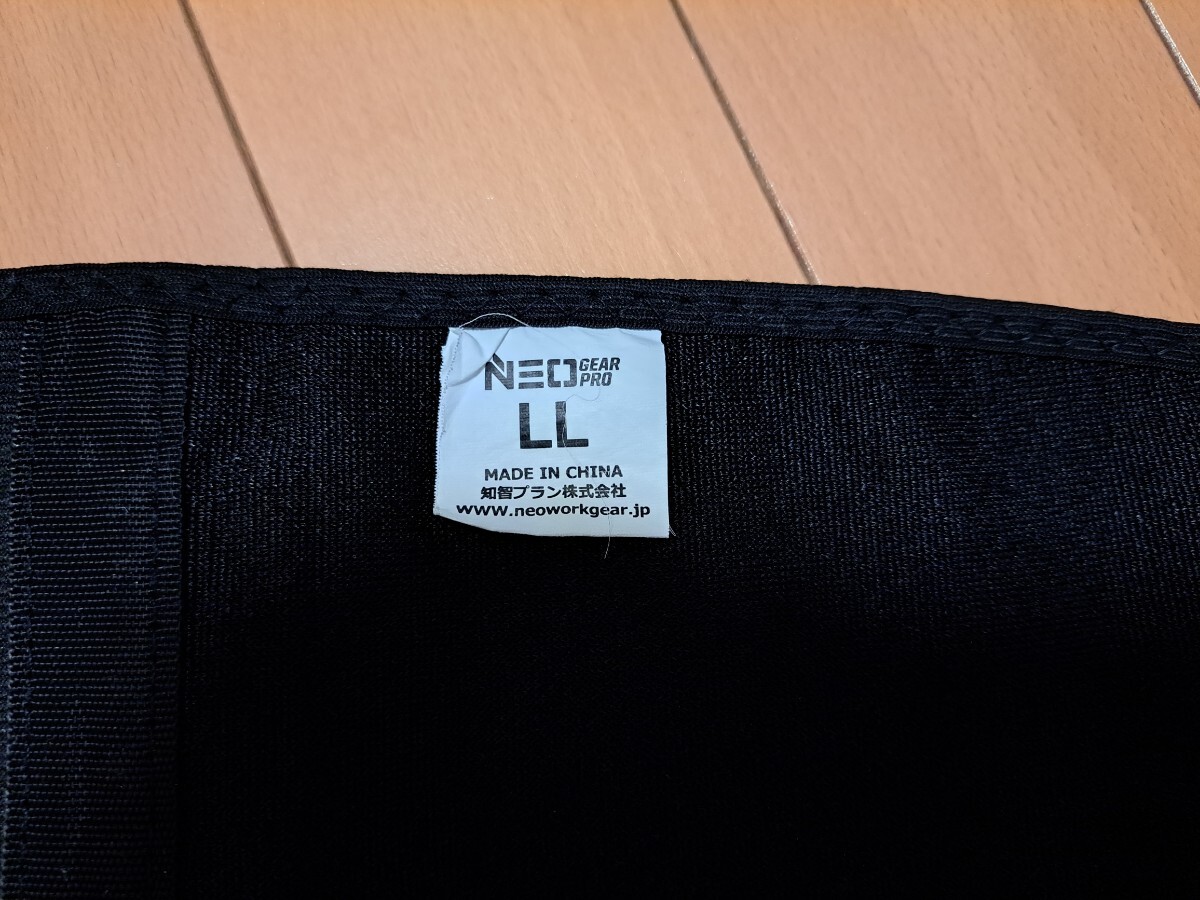 NEO GEAR PRO
LL
MADE IN CHINA
知智プラン株式会社
www.neoworkgear.jp